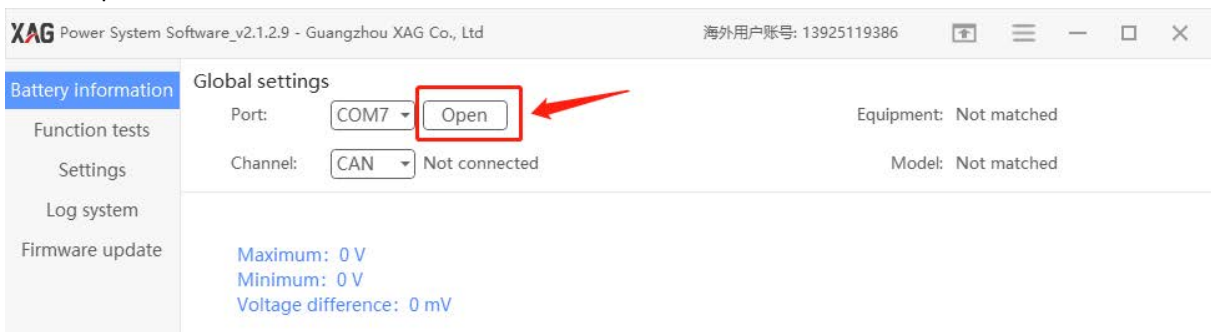 XAG Power System Software_v2.1.2.9 - Guangzhou XAG Co., Ltd 海外用户账号: 13925119386
Battery information
Function tests
Settings
Log system
Firmware update
Global settings
Port: COM7 Open Equipment: Not matched
Channel: CAN Not connected Model: Not matched
Maximum: 0 V
Minimum: 0 V
Voltage difference: 0 mV